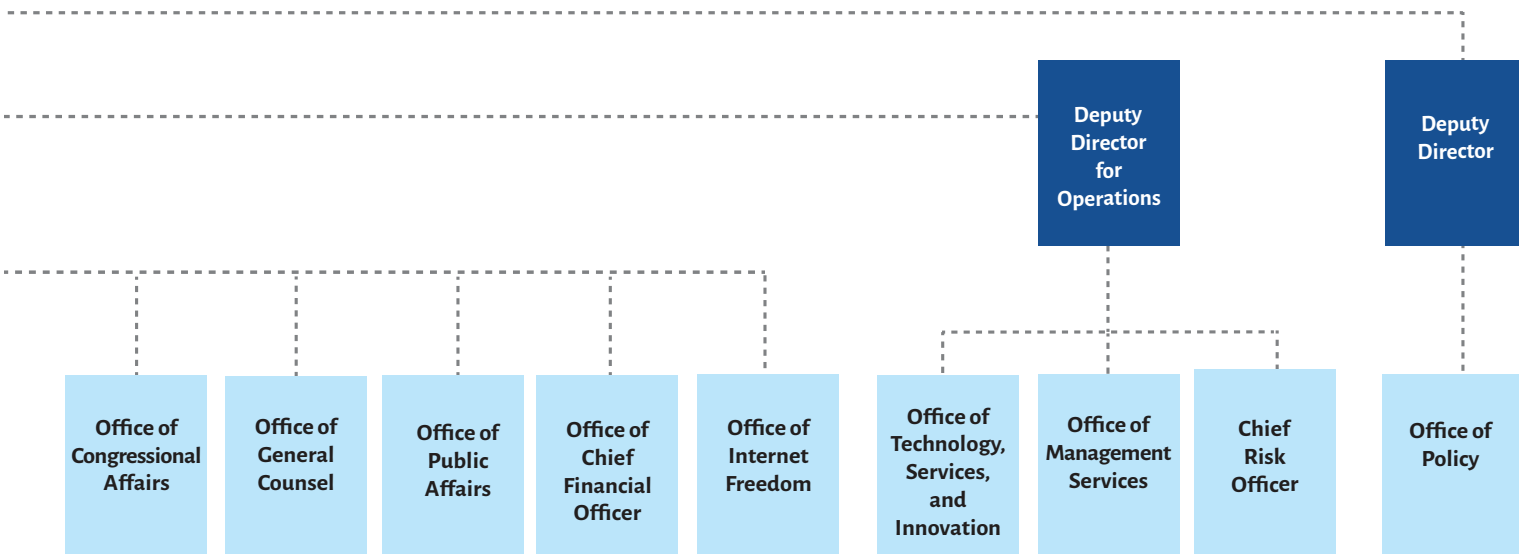 Deputy
Director
for
Operations
Deputy
Director
Office of
Congressional
Affairs
Office of
General
Counsel
Office of
Public
Affairs
Office of
Chief
Financial
Officer
Office of
Internet
Freedom
Office of
Technology,
Services,
and
Innovation
Office of
Management
Services
Chief
Risk
Officer
Office of
Policy